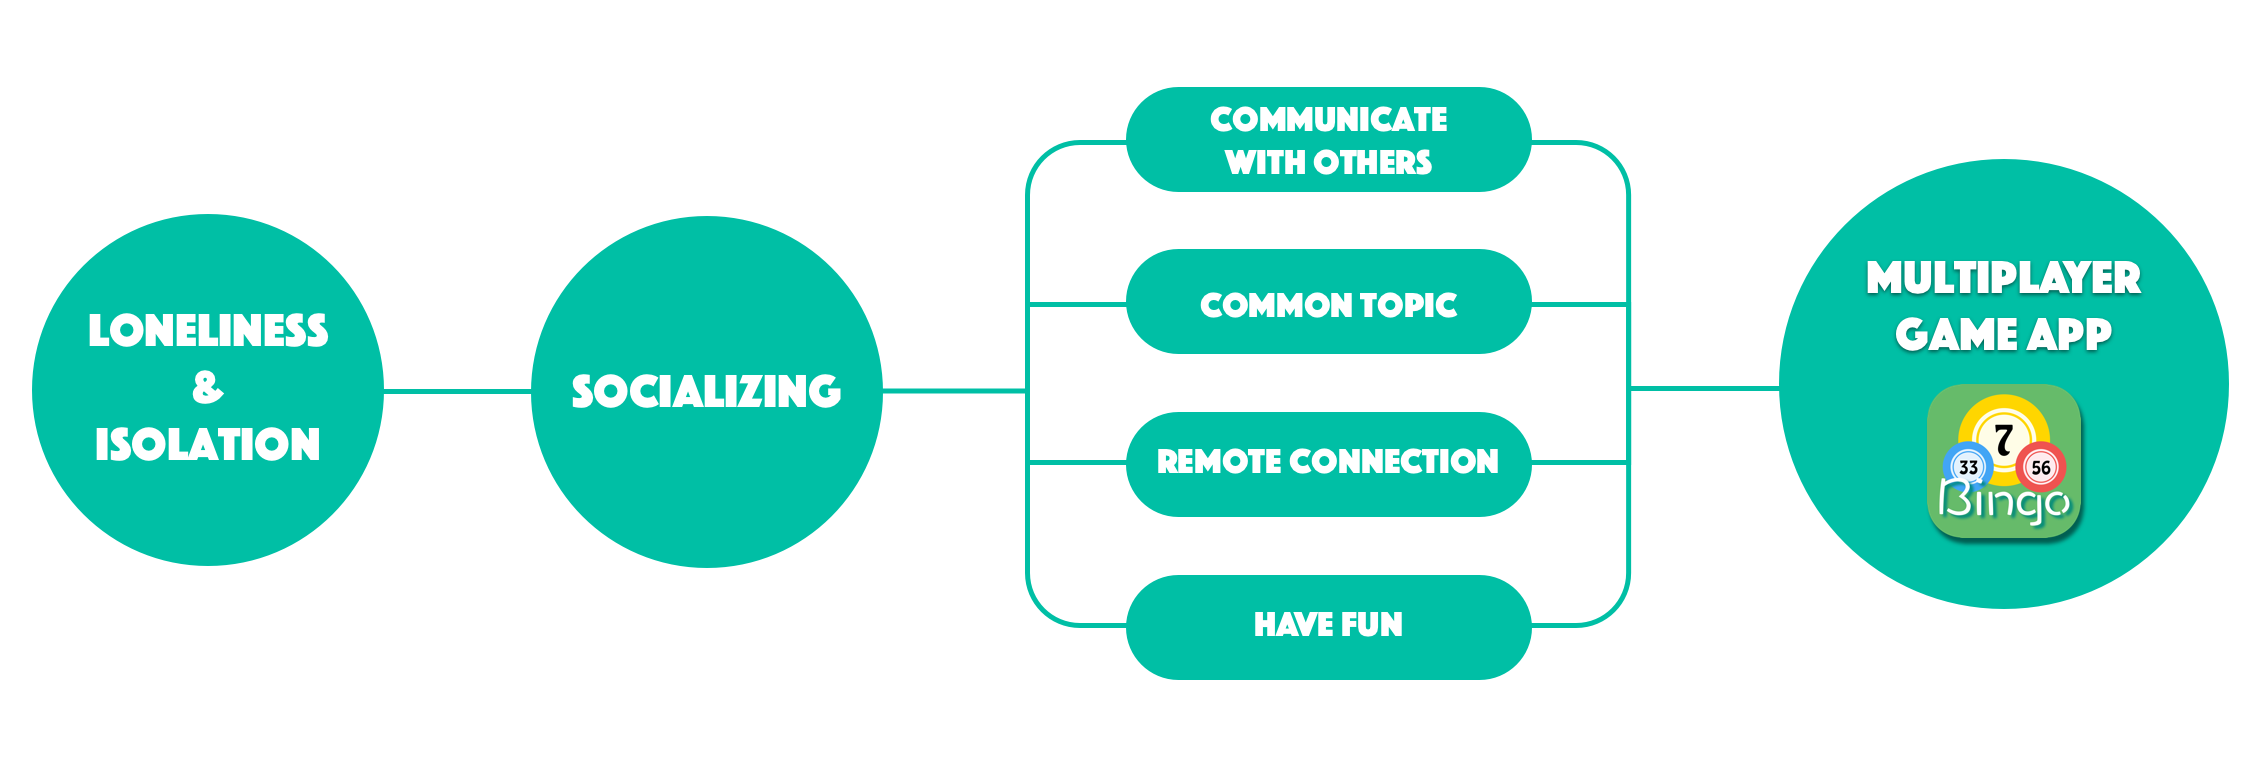 LONELINESS
&
ISOLATION
SOCIALIZING
COMMUNICATE
WITH OTHERS
COMMON TOPIC
REMOTE CONNECTION
HAVE FUN
MULTIPLAYER
GAME APP
7
33
56
Bingo